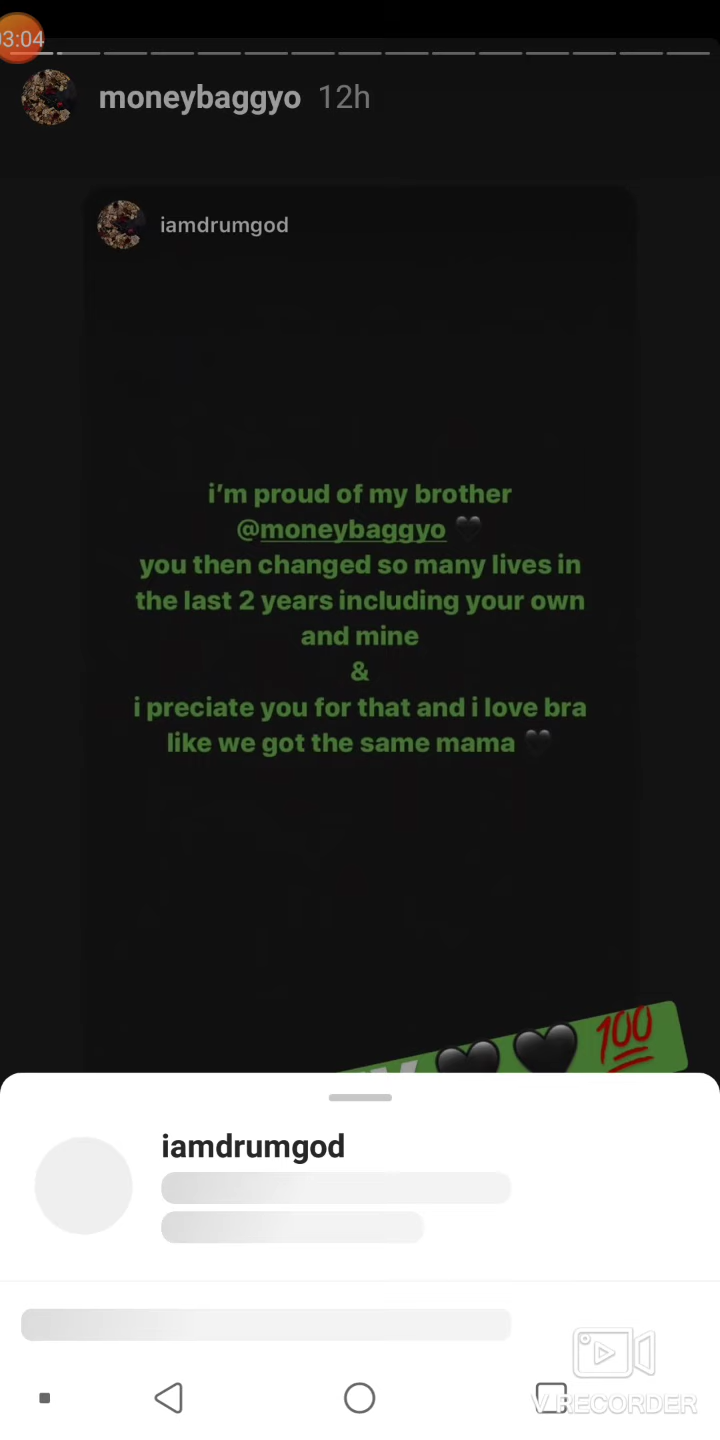 03:04
moneybaggyo 12h
iamdrumgod
i’m proud of my brother
@moneybaggyo 🖤
you then changed so many lives in
the last 2 years including your own
and mine
&
i preciate you for that and i love bra
like we got the same mama 🖤
🖤 🖤 💯
iamdrumgod
V RECORDER